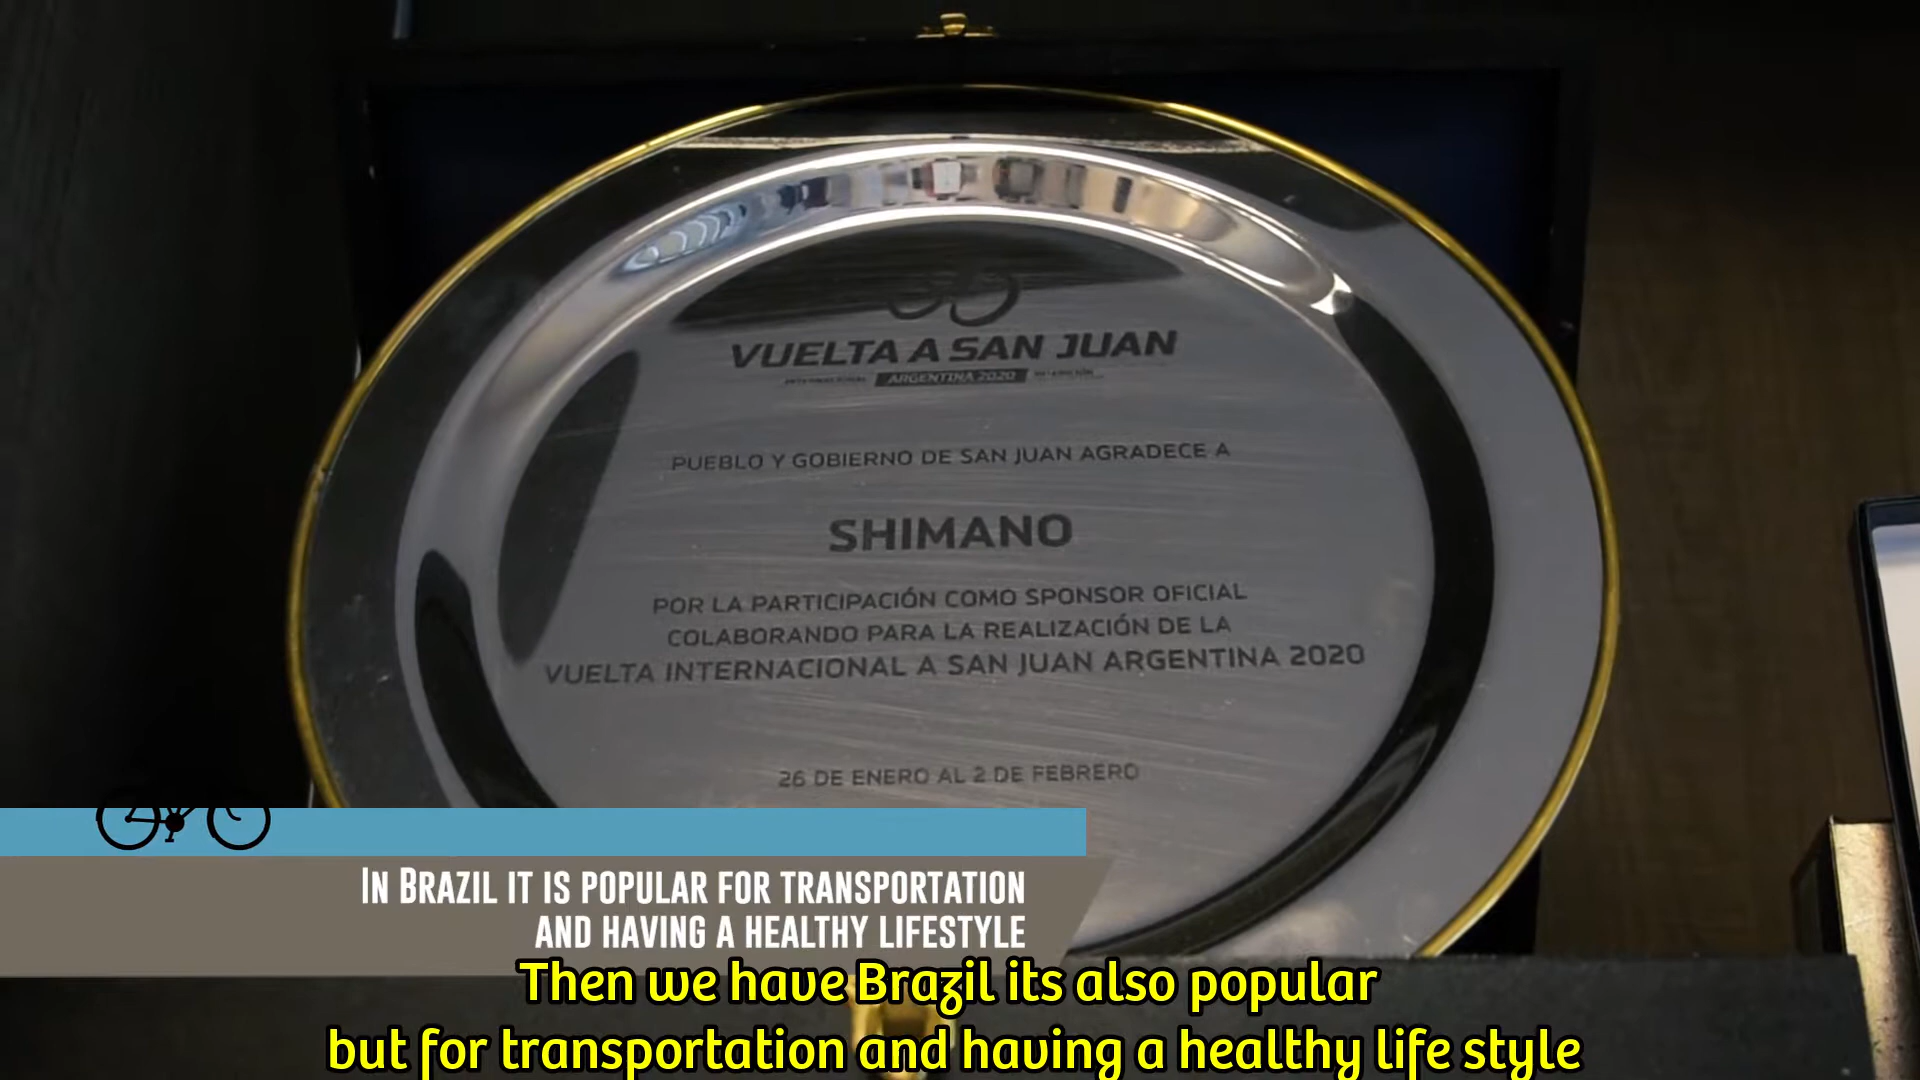 VUELTA A SAN JUAN
INTERNACIONAL ARGENTINA 2020
PUEBLO Y GOBIERNO DE SAN JUAN AGRADECE A
SHIMANO
POR LA PARTICIPACIÓN COMO SPONSOR OFICIAL
COLABORANDO PARA LA REALIZACIÓN DE LA
VUELTA INTERNACIONAL A SAN JUAN ARGENTINA 2020
26 DE ENERO AL 2 DE FEBRERO
IN BRAZIL IT IS POPULAR FOR TRANSPORTATION
AND HAVING A HEALTHY LIFESTYLE
Then we have Brazil its also popular
but for transportation and having a healthy life style